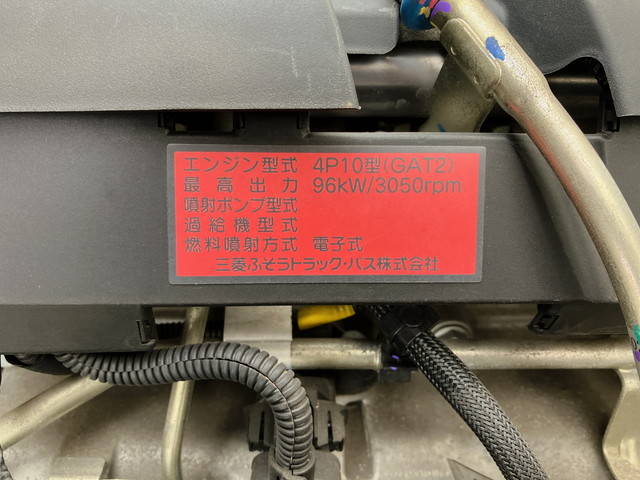 エンジン型式 4P10型(GAT2)
最高出力 96kW/3050rpm
噴射ポンプ型式
過給機型式
燃料噴射方式 電子式
三菱ふそうトラック・バス株式会社